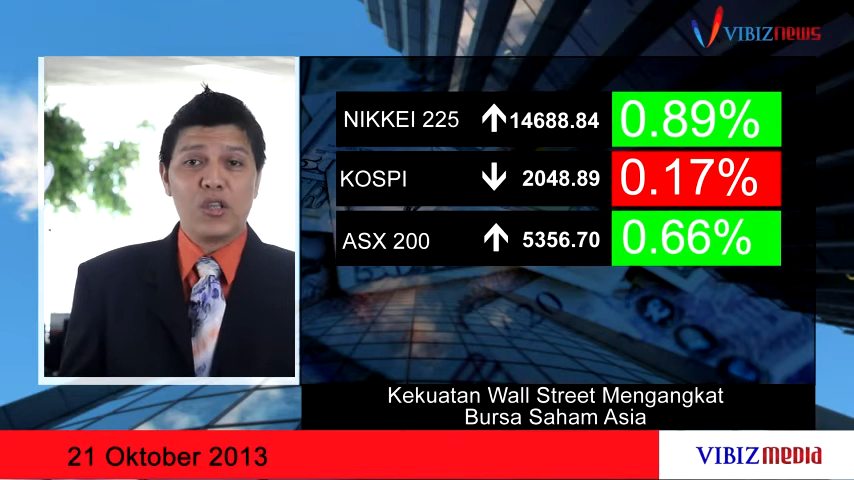 VIBIZNEWS
NIKKEI 225 ↑ 14688.84 0.89%
KOSPI ↓ 2048.89 0.17%
ASX 200 ↑ 5356.70 0.66%
Kekuatan Wall Street Mengangkat
Bursa Saham Asia
21 Oktober 2013
VIBIZMEDIA